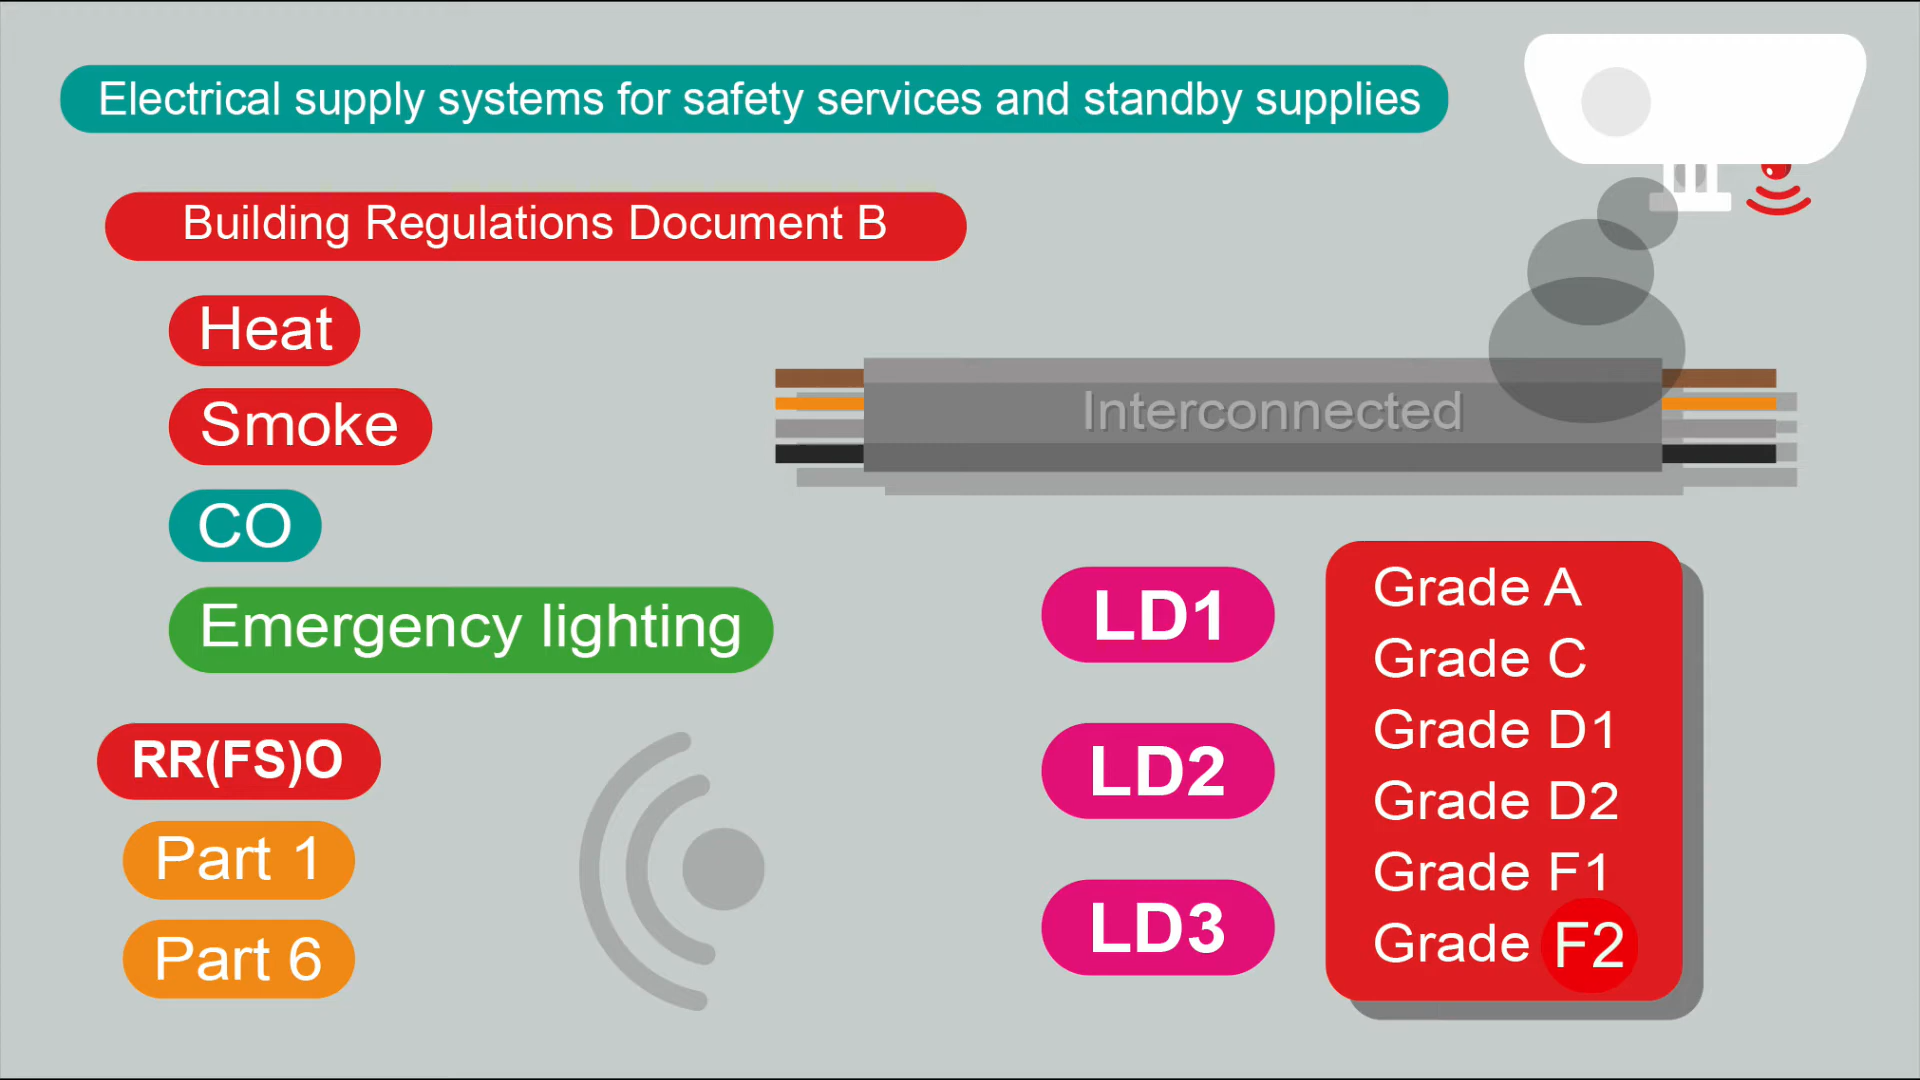 Electrical supply systems for safety services and standby supplies
Building Regulations Document B
Heat
Smoke
CO
Emergency lighting
RR(FS)O
Part 1
Part 6
Interconnected
LD1
LD2
LD3
Grade A
Grade C
Grade D1
Grade D2
Grade F1
Grade F2